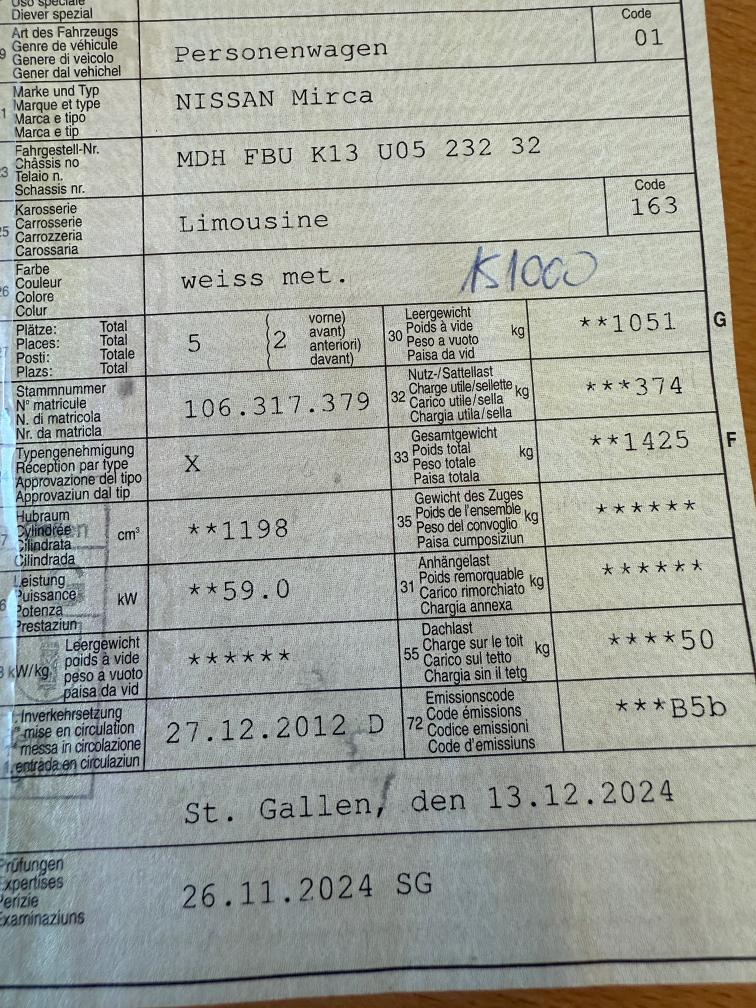 Uso speciale
Diever spezial
Art des Fahrzeugs
Genre de véhicule
Genere di veicolo
Gener dal vehichel
Personenwagen
Code
01
Marke und Typ
Marque et type
Marca e tipo
Marca e tip
NISSAN Mirca
Fahrgestell-Nr.
Châssis no
Telaio n.
Schassis nr.
MDH FBU K13 U05 232 32
Karosserie
Carrosserie
Carrozzeria
Carossaria
Limousine
Code
163
Farbe
Couleur
Colore
Colur
weiss met.
Plätze: Total
Places: Total
Posti: Totale
Plazs: Total
5
2
vorne)
avant)
anteriori)
davant)
30 Leergewicht
Poids à vide
Peso a vuoto
Paisa da vid
kg
**1051
G
Stammnummer
N° matricule
N. di matricola
Nr. da matricla
106.317.379
32 Nutz-/Sattellast
Charge utile/sellette
Carico utile/sella
Chargia utila/sella
kg
***374
Typengenehmigung
Réception par type
Approvazione del tipo
Approvaziun dal tip
X
33 Gesamtgewicht
Poids total
Peso totale
Paisa totala
kg
**1425
F
Hubraum
Cylindrée
Cilindrata
Cilindrada
cm³
**1198
35 Gewicht des Zuges
Poids de l'ensemble
Peso del convoglio
Paisa cumposiziun
kg
******
Leistung
Puissance
Potenza
Prestaziun
kW
**59.0
31 Anhängelast
Poids remorquable
Carico rimorchiato
Chargia annexa
kg
******
kW/kg
Leergewicht
poids à vide
peso a vuoto
paisa da vid
******
55 Dachlast
Charge sur le toit
Carico sul tetto
Chargia sin il tetg
kg
****50
1. Inverkehrsetzung
mise en circulation
messa in circolazione
entrada en circulaziun
27.12.2012 D
72 Emissionscode
Code émissions
Codice emissioni
Code d'emissiuns
***B5b
St. Gallen, den 13.12.2024
Prüfungen
Expertises
Perizie
Examinaziuns
26.11.2024 SG